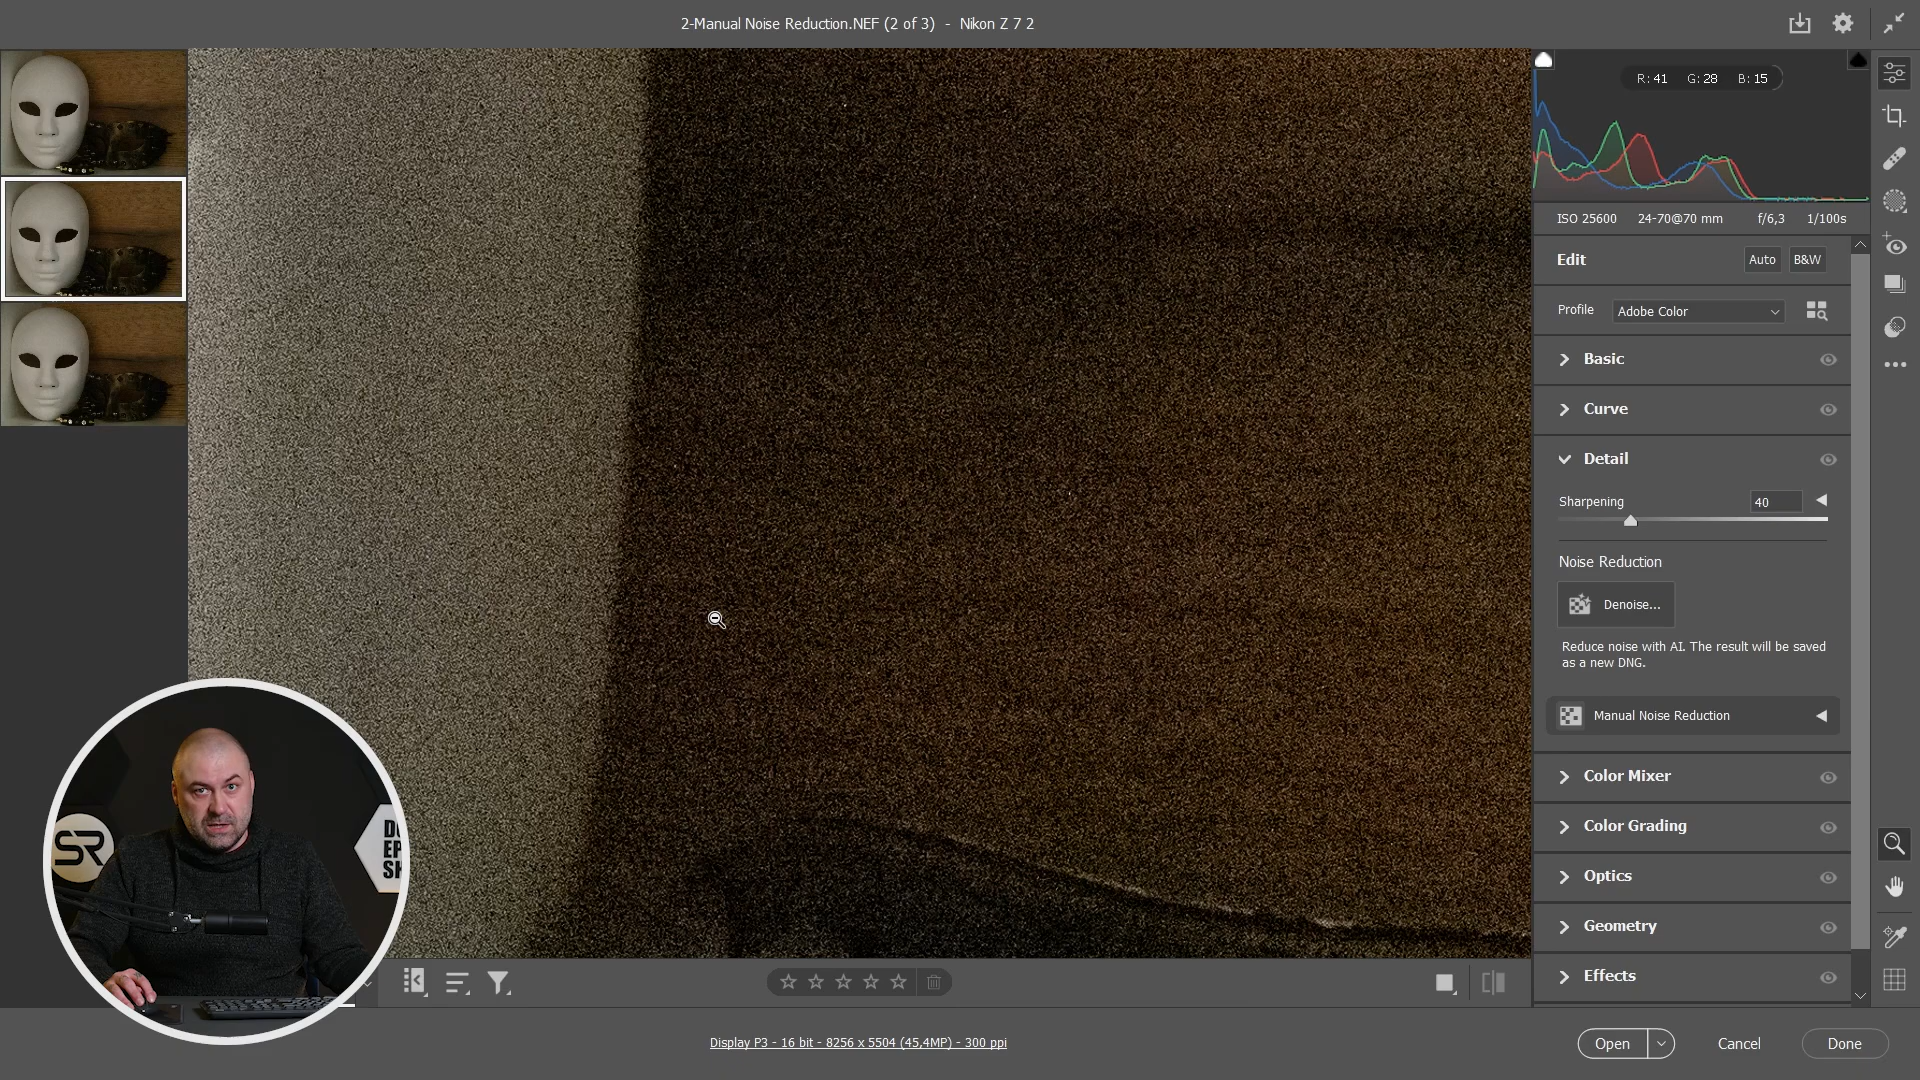 2-Manual Noise Reduction.NEF (2 of 3) - Nikon Z 7 2
R: 41 G: 28 B: 15
ISO 25600 24-70@70 mm f/6,3 1/100s
Edit Auto B&W
Profile Adobe Color
Basic
Curve
Detail
Sharpening 40
Noise Reduction
Denoise...
Reduce noise with AI. The result will be saved
as a new DNG.
Manual Noise Reduction
Color Mixer
Color Grading
Optics
Geometry
Effects
SR
Display P3 - 16 bit - 8256 x 5504 (45,4MP) - 300 ppi
Open Cancel Done